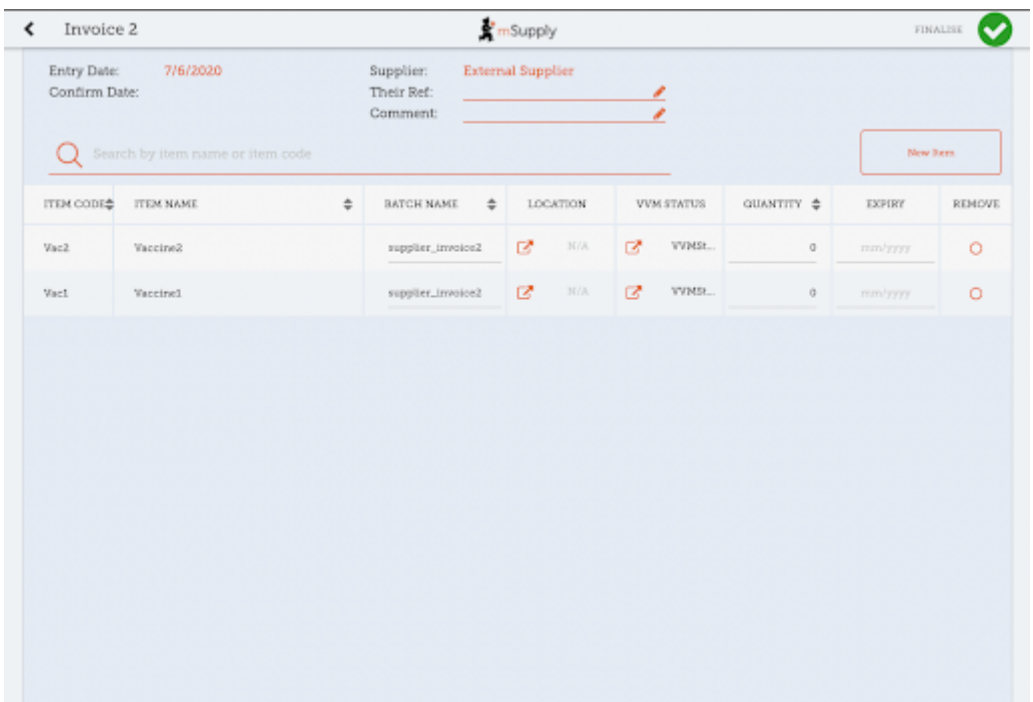 Invoice 2
mSupply
FINALISE
Entry Date: 7/6/2020
Supplier: External Supplier
Confirm Date:
Their Ref:
Comment:
Search by item name or item code
New Item
ITEM CODE ITEM NAME BATCH NAME LOCATION VVM STATUS QUANTITY EXPIRY REMOVE
Vac2 Vaccine2 supplier_invoice2 N/A VVMSt... 0 mm/yyyy
Vac1 Vaccine1 supplier_invoice2 N/A VVMSt... 0 mm/yyyy